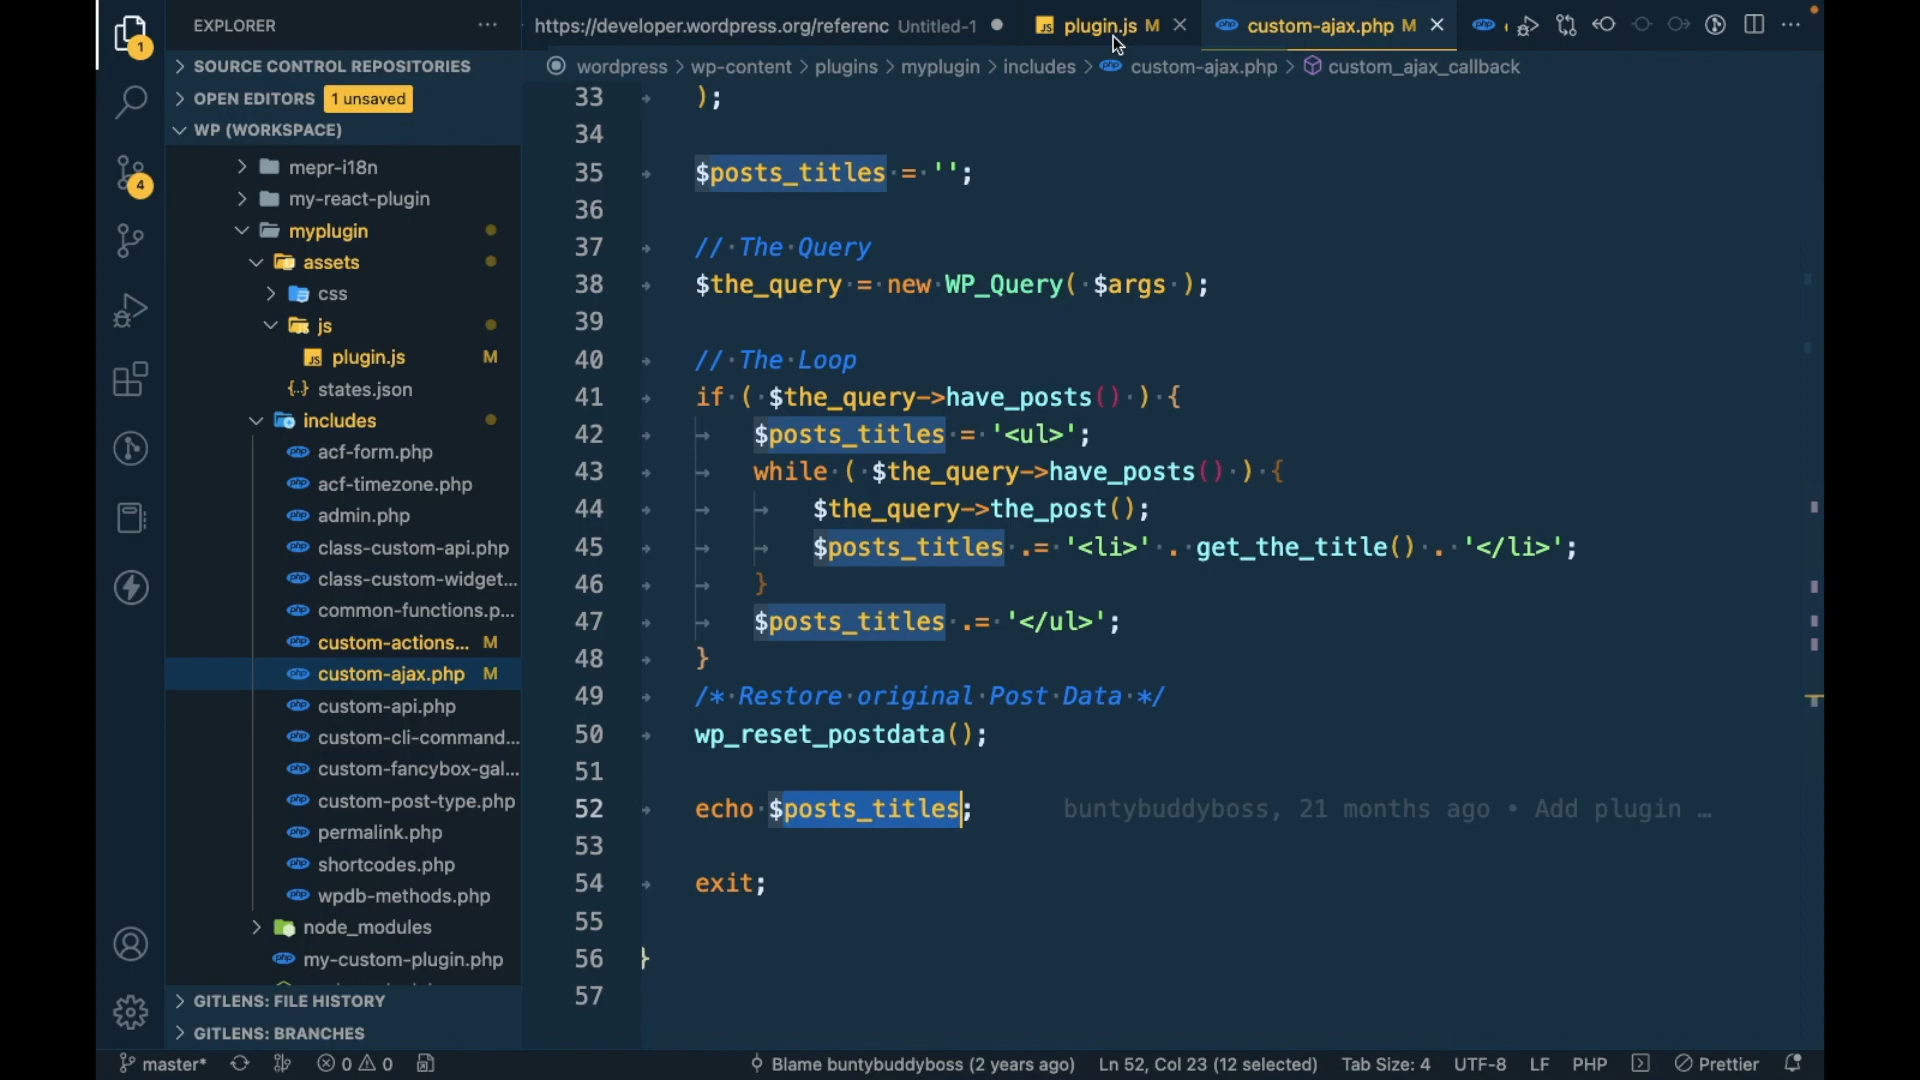 EXPLORER
SOURCE CONTROL REPOSITORIES
OPEN EDITORS 1 unsaved
WP (WORKSPACE)
mepr-i18n
my-react-plugin
myplugin
assets
css
js
plugin.js M
states.json
includes
acf-form.php
acf-timezone.php
admin.php
class-custom-api.php
class-custom-widget...
common-functions.p...
custom-actions... M
custom-ajax.php M
custom-api.php
custom-cli-command...
custom-fancybox-gal...
custom-post-type.php
permalink.php
shortcodes.php
wpdb-methods.php
node_modules
my-custom-plugin.php
GITLENS: FILE HISTORY
GITLENS: BRANCHES
1
4
https://developer.wordpress.org/referenc Untitled-1
plugin.js M
custom-ajax.php M
wordpress > wp-content > plugins > myplugin > includes > custom-ajax.php > custom_ajax_callback
33 );
34
35 $posts_titles = '';
36
37 // The Query
38 $the_query = new WP_Query( $args );
39
40 // The Loop
41 if ( $the_query->have_posts() ) {
42 $posts_titles = '<ul>';
43 while ( $the_query->have_posts() ) {
44 $the_query->the_post();
45 $posts_titles .= '<li>' . get_the_title() . '</li>';
46 }
47 $posts_titles .= '</ul>';
48 }
49 /* Restore original Post Data */
50 wp_reset_postdata();
51
52 echo $posts_titles; buntybuddyboss, 21 months ago • Add plugin …
53
54 exit;
55
56 }
57
master* 0 0 Blame buntybuddyboss (2 years ago) Ln 52, Col 23 (12 selected) Tab Size: 4 UTF-8 LF PHP Prettier